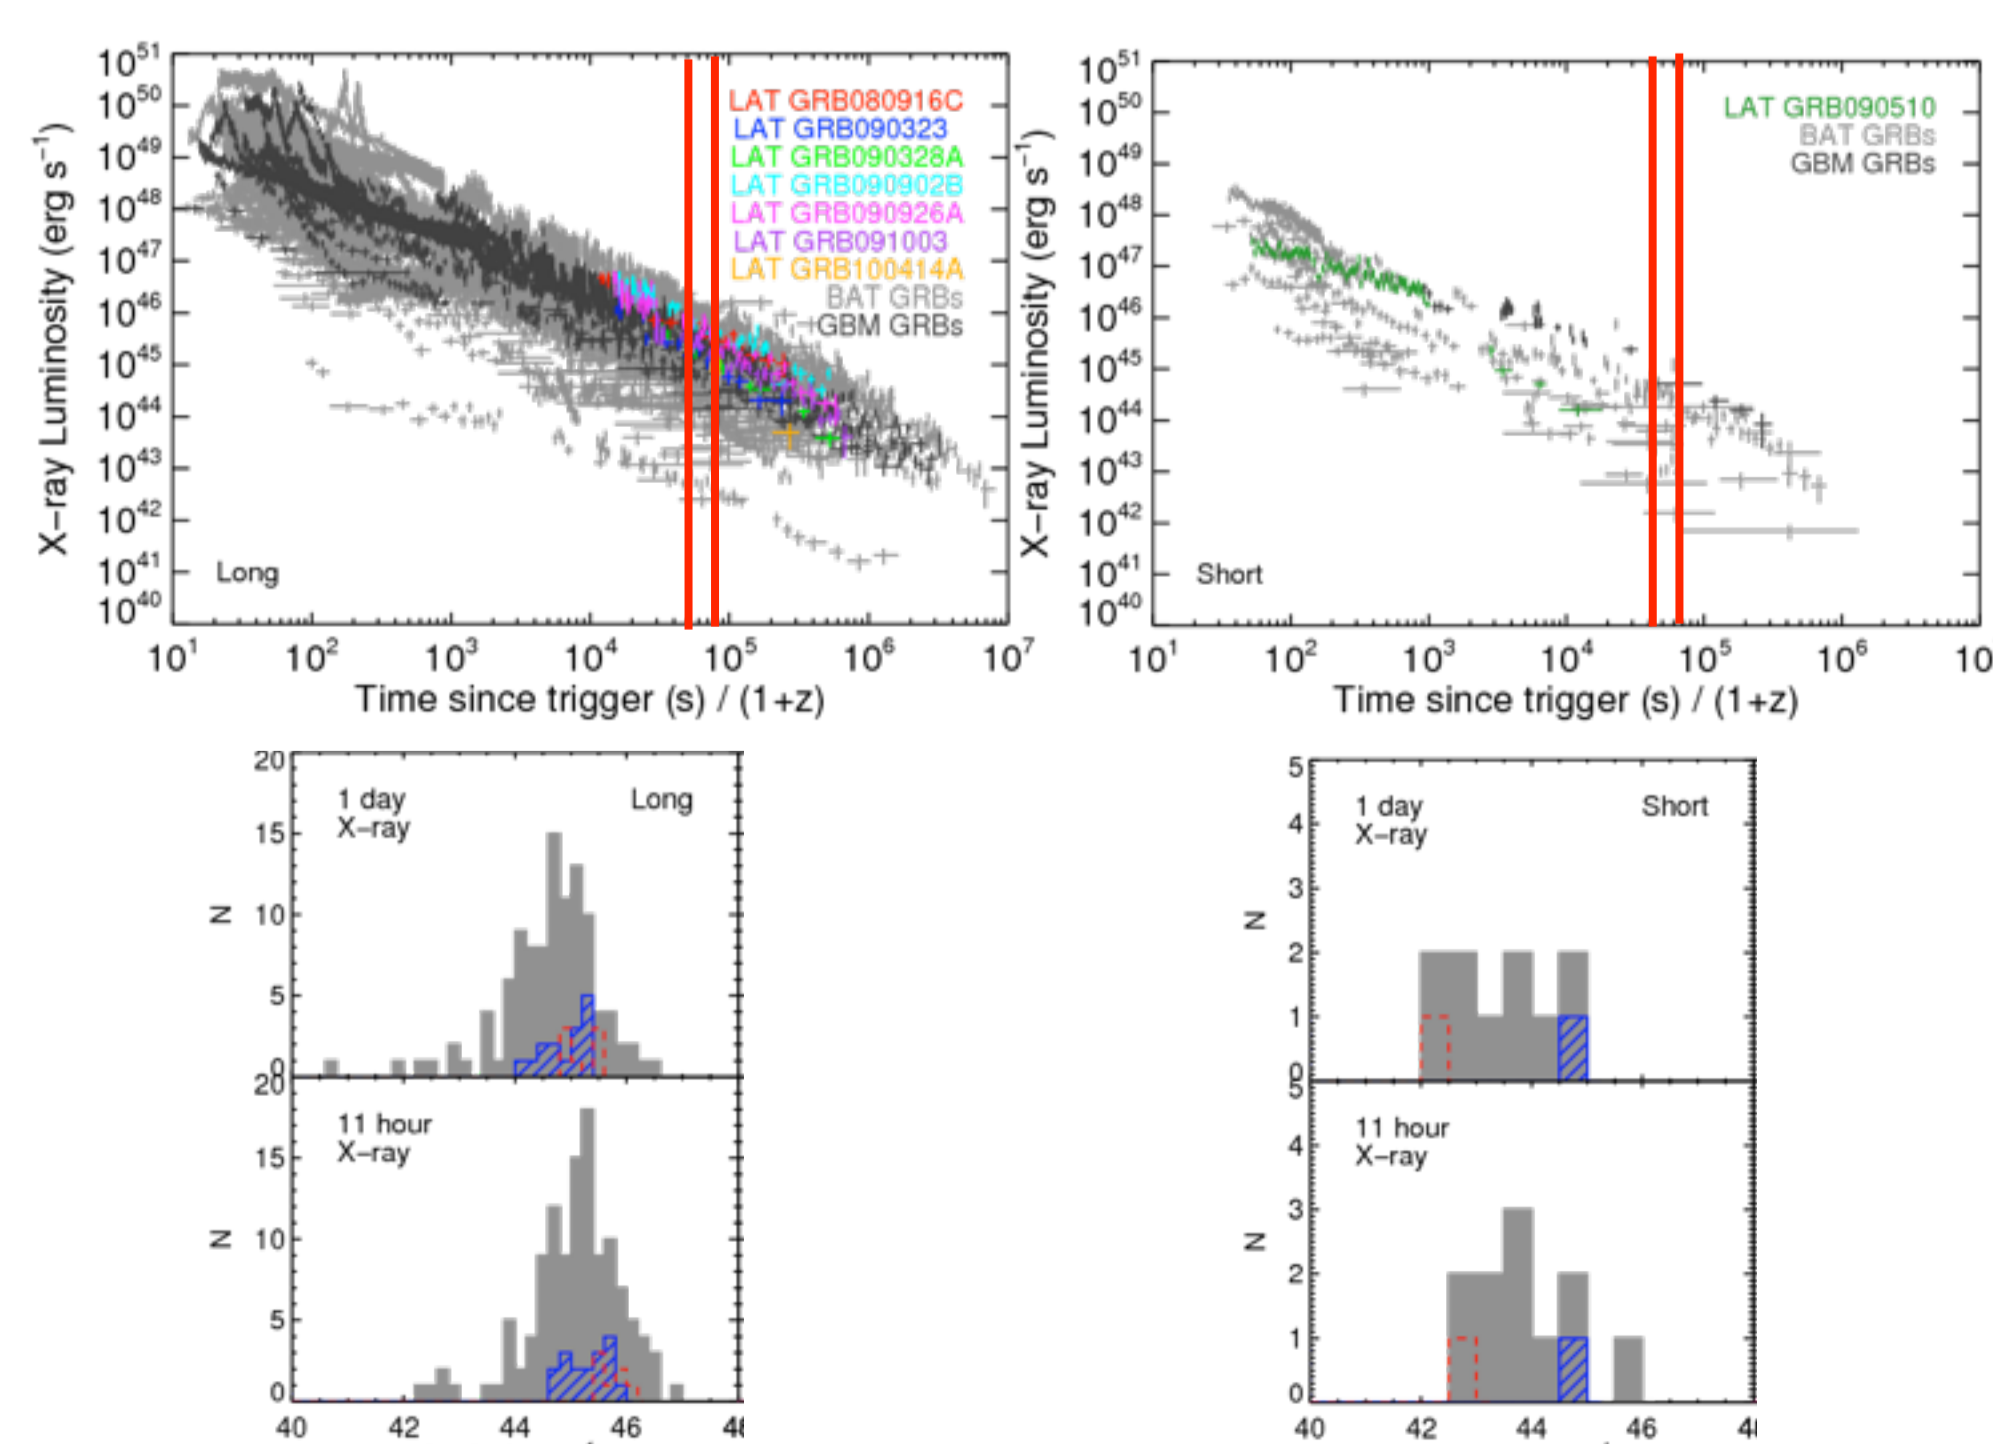 10^51
10^50
10^49
10^48
10^47
10^46
10^45
10^44
10^43
10^42
10^41
10^40
X-ray Luminosity (erg s^-1)
LAT GRB080916C
LAT GRB090323
LAT GRB090328A
LAT GRB090902B
LAT GRB090926A
LAT GRB091003
LAT GRB100414A
BAT GRBs
GBM GRBs
Long
10^1 10^2 10^3 10^4 10^5 10^6 10^7
Time since trigger (s) / (1+z)
10^51
10^50
10^49
10^48
10^47
10^46
10^45
10^44
10^43
10^42
10^41
10^40
X-ray Luminosity (erg s^-1)
LAT GRB090510
BAT GRBs
GBM GRBs
Short
10^1 10^2 10^3 10^4 10^5 10^6 10
Time since trigger (s) / (1+z)
20
15
10
5
0
N
1 day
X-ray
Long
20
15
10
5
0
N
11 hour
X-ray
40 42 44 46
5
4
3
2
1
0
N
1 day
X-ray
Short
5
4
3
2
1
0
N
11 hour
X-ray
40 42 44 46